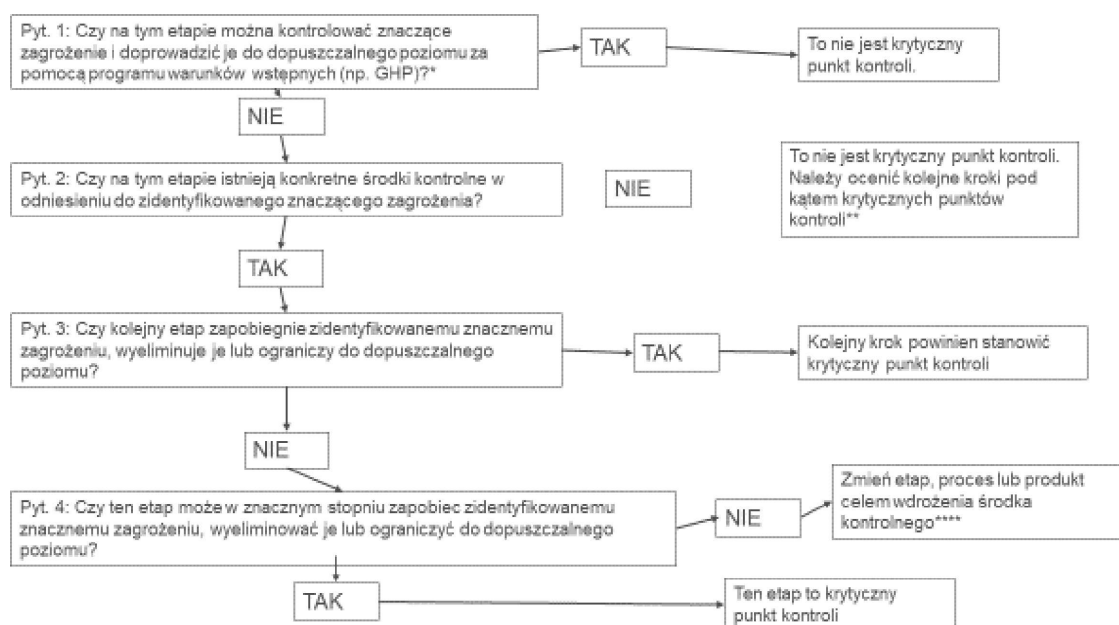 Pyt. 1: Czy na tym etapie można kontrolować znaczące
zagrożenie i doprowadzić je do dopuszczalnego poziomu za
pomocą programu warunków wstępnych (np. GHP)?*
TAK
To nie jest krytyczny
punkt kontroli.
NIE
Pyt. 2: Czy na tym etapie istnieją konkretne środki kontrolne w
odniesieniu do zidentyfikowanego znaczącego zagrożenia?
NIE
To nie jest krytyczny punkt kontroli.
Należy ocenić kolejne kroki pod
kątem krytycznych punktów
kontroli**
TAK
Pyt. 3: Czy kolejny etap zapobiegnie zidentyfikowanemu znacznemu
zagrożeniu, wyeliminuje je lub ograniczy do dopuszczalnego
poziomu?
TAK
Kolejny krok powinien stanowić
krytyczny punkt kontroli
NIE
Pyt. 4: Czy ten etap może w znacznym stopniu zapobiec zidentyfikowanemu
znacznemu zagrożeniu, wyeliminować je lub ograniczyć do dopuszczalnego
poziomu?
NIE
Zmień etap, proces lub produkt
celem wdrożenia środka
kontrolnego****
TAK
Ten etap to krytyczny
punkt kontroli